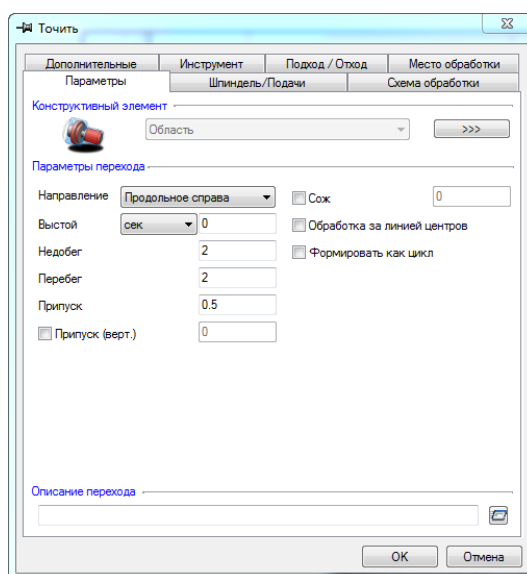 Точить
Дополнительные Инструмент Подход / Отход Место обработки
Параметры Шпиндель/Подачи Схема обработки
Конструктивный элемент
Область >>>
Параметры перехода
Направление Продольное справа Сож 0
Выстой сек 0 Обработка за линией центров
Недобег 2 Формировать как цикл
Перебег 2
Припуск 0.5
Припуск (верт.) 0
Описание перехода
OK Отмена